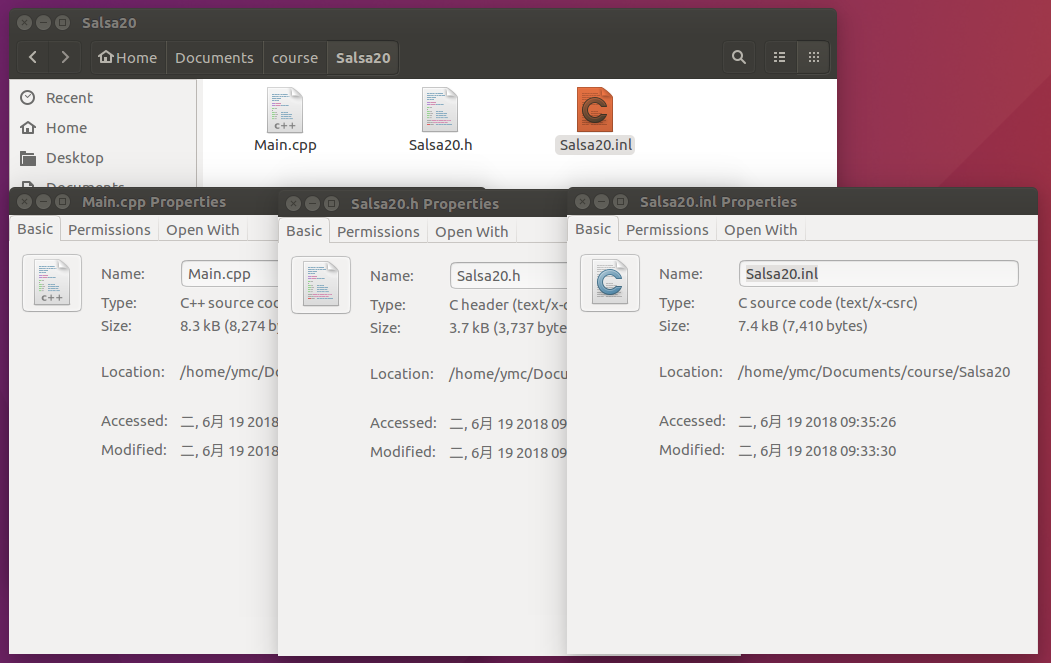 Salsa20
Home Documents course Salsa20
Recent
Home
Desktop
Documents
Main.cpp
Salsa20.h
Salsa20.inl
Main.cpp Properties
Basic Permissions Open With
Name: Main.cpp
Type: C++ source
Size: 8.3 kB (8,274
Location: /home/ymc/
Accessed: 二, 6月 19 2018
Modified: 二, 6月 19 2018
Salsa20.h Properties
Basic Permissions Open With
Name: Salsa20.h
Type: C header (text/x-c
Size: 3.7 kB (3,737 byte
Location: /home/ymc/Docu
Accessed: 二, 6月 19 2018 09
Modified: 二, 6月 19 2018 09
Salsa20.inl Properties
Basic Permissions Open With
Name: Salsa20.inl
Type: C source code (text/x-csrc)
Size: 7.4 kB (7,410 bytes)
Location: /home/ymc/Documents/course/Salsa20
Accessed: 二, 6月 19 2018 09:35:26
Modified: 二, 6月 19 2018 09:33:30